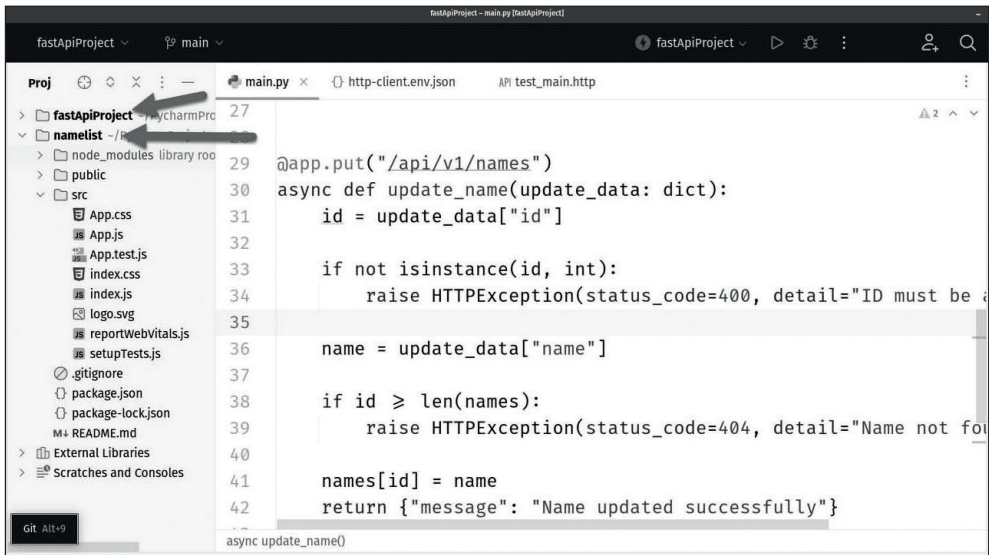 fastApiProject – main.py [fastApiProject]
fastApiProject main fastApiProject
Proj main.py http-client.env.json API test_main.http
fastApiProject
namelist
node_modules library roo
public
src
App.css
App.js
App.test.js
index.css
index.js
logo.svg
reportWebVitals.js
setupTests.js
.gitignore
package.json
package-lock.json
README.md
External Libraries
Scratches and Consoles
Git Alt+9
2
27
29 @app.put("/api/v1/names")
30 async def update_name(update_data: dict):
31 id = update_data["id"]
32
33 if not isinstance(id, int):
34 raise HTTPException(status_code=400, detail="ID must be a
35
36 name = update_data["name"]
37
38 if id ⩾ len(names):
39 raise HTTPException(status_code=404, detail="Name not fou
40
41 names[id] = name
42 return {"message": "Name updated successfully"}
async update_name()